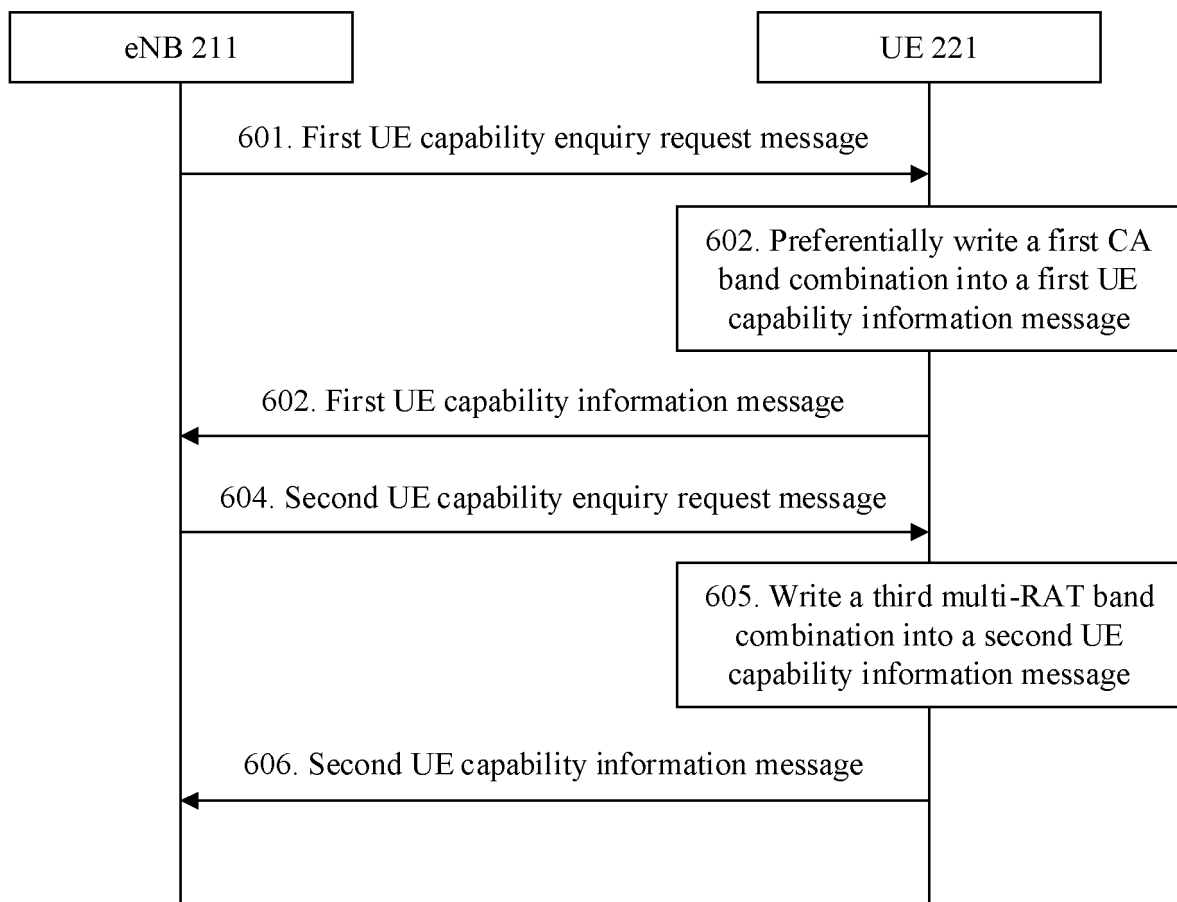 eNB 211
UE 221
601. First UE capability enquiry request message
602. Preferentially write a first CA
band combination into a first UE
capability information message
602. First UE capability information message
604. Second UE capability enquiry request message
605. Write a third multi-RAT band
combination into a second UE
capability information message
606. Second UE capability information message